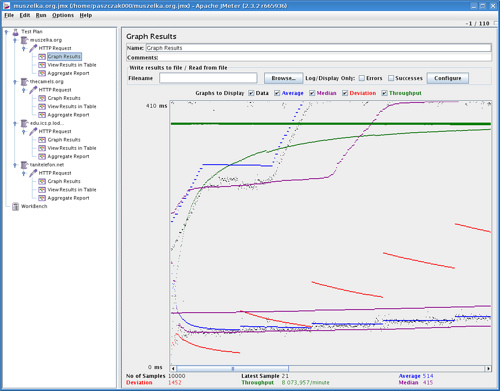 muszelka.org.jmx (/home/paszczak000/muszelka.org.jmx) - Apache JMeter (2.3.2 r665936)
File Edit Run Options Help
-1 / 110
Test Plan
muszelka.org
HTTP Request
Graph Results
View Results in Table
Aggregate Report
thecamels.org
HTTP Request
Graph Results
View Results in Table
Aggregate Report
edu.ics.p.lod...
HTTP Request
Graph Results
View Results in Table
Aggregate Report
tanitelefon.net
HTTP Request
Graph Results
View Results in Table
Aggregate Report
WorkBench
Graph Results
Name: Graph Results
Comments:
Write results to file / Read from file
Filename Browse... Log/Display Only: Errors Successes Configure
Graphs to Display Data Average Median Deviation Throughput
410 ms
0 ms
No of Samples 10000 Latest Sample 21 Average 514
Deviation 1452 Throughput 8 073,957/minute Median 415